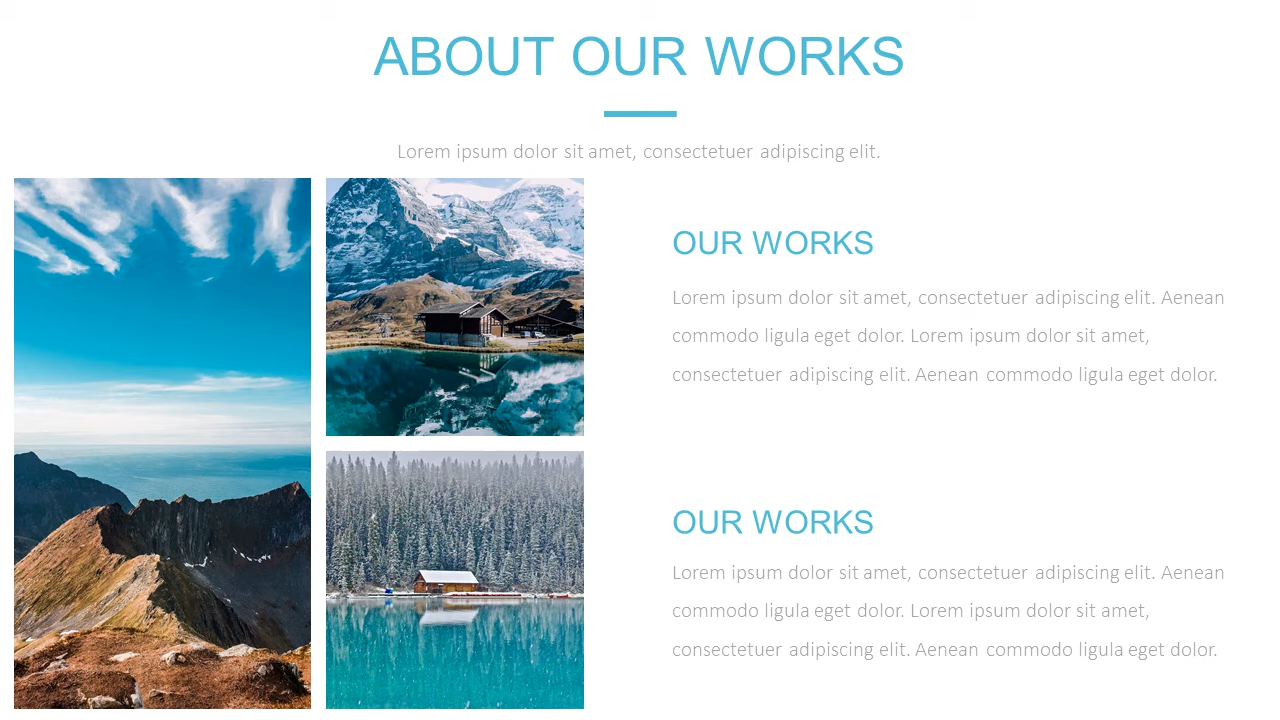 ABOUT OUR WORKS
Lorem ipsum dolor sit amet, consectetuer adipiscing elit.
OUR WORKS
Lorem ipsum dolor sit amet, consectetuer adipiscing elit. Aenean
commodo ligula eget dolor. Lorem ipsum dolor sit amet,
consectetuer adipiscing elit. Aenean commodo ligula eget dolor.
OUR WORKS
Lorem ipsum dolor sit amet, consectetuer adipiscing elit. Aenean
commodo ligula eget dolor. Lorem ipsum dolor sit amet,
consectetuer adipiscing elit. Aenean commodo ligula eget dolor.